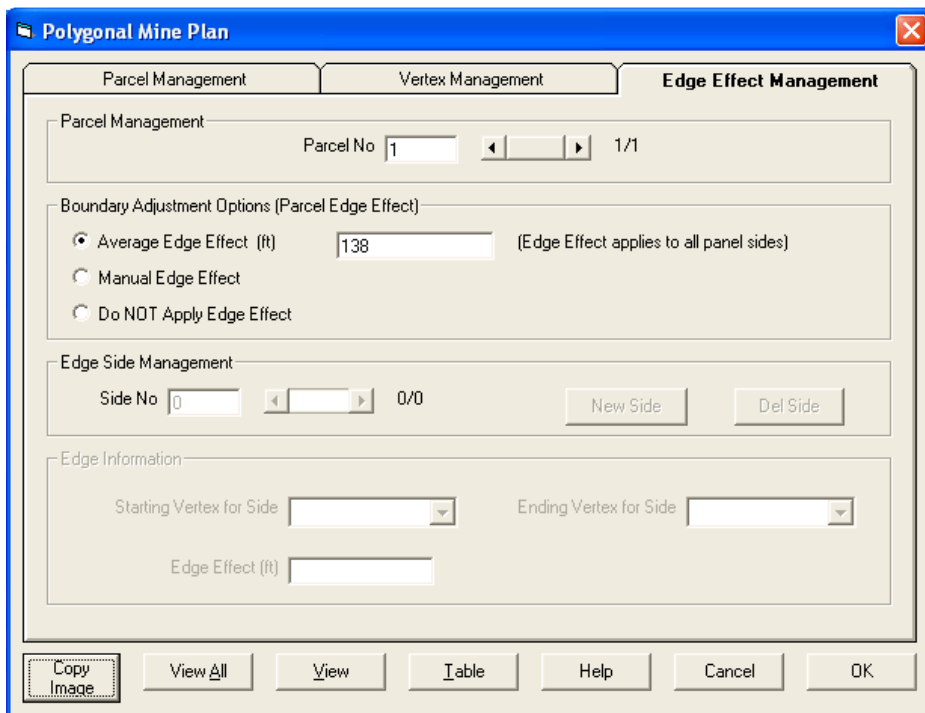 Polygonal Mine Plan
Parcel Management Vertex Management Edge Effect Management
Parcel Management
Parcel No 1 1/1
Boundary Adjustment Options (Parcel Edge Effect)
Average Edge Effect (ft) 138 (Edge Effect applies to all panel sides)
Manual Edge Effect
Do NOT Apply Edge Effect
Edge Side Management
Side No 0 0/0 New Side Del Side
Edge Information
Starting Vertex for Side Ending Vertex for Side
Edge Effect (ft)
Copy
Image View All View Table Help Cancel OK